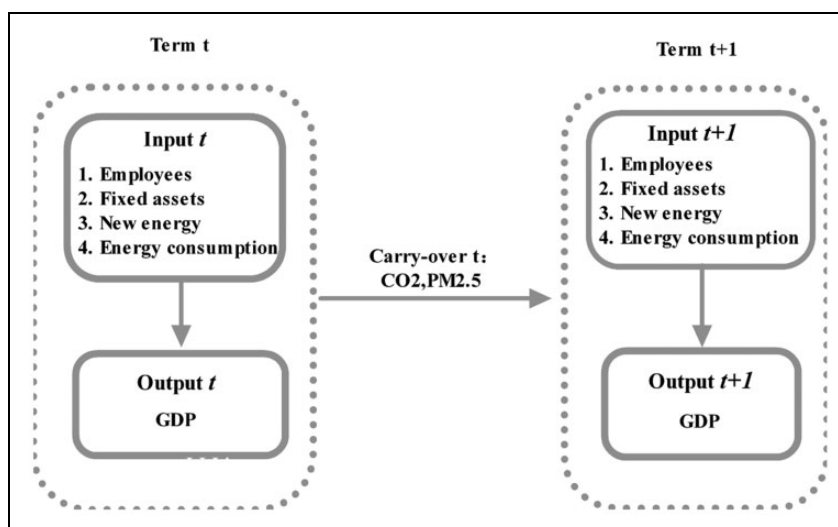 Term t
Term t+1
Input t
1. Employees
2. Fixed assets
3. New energy
4. Energy consumption
Carry-over t:
CO2,PM2.5
Input t+1
1. Employees
2. Fixed assets
3. New energy
4. Energy consumption
Output t
GDP
Output t+1
GDP